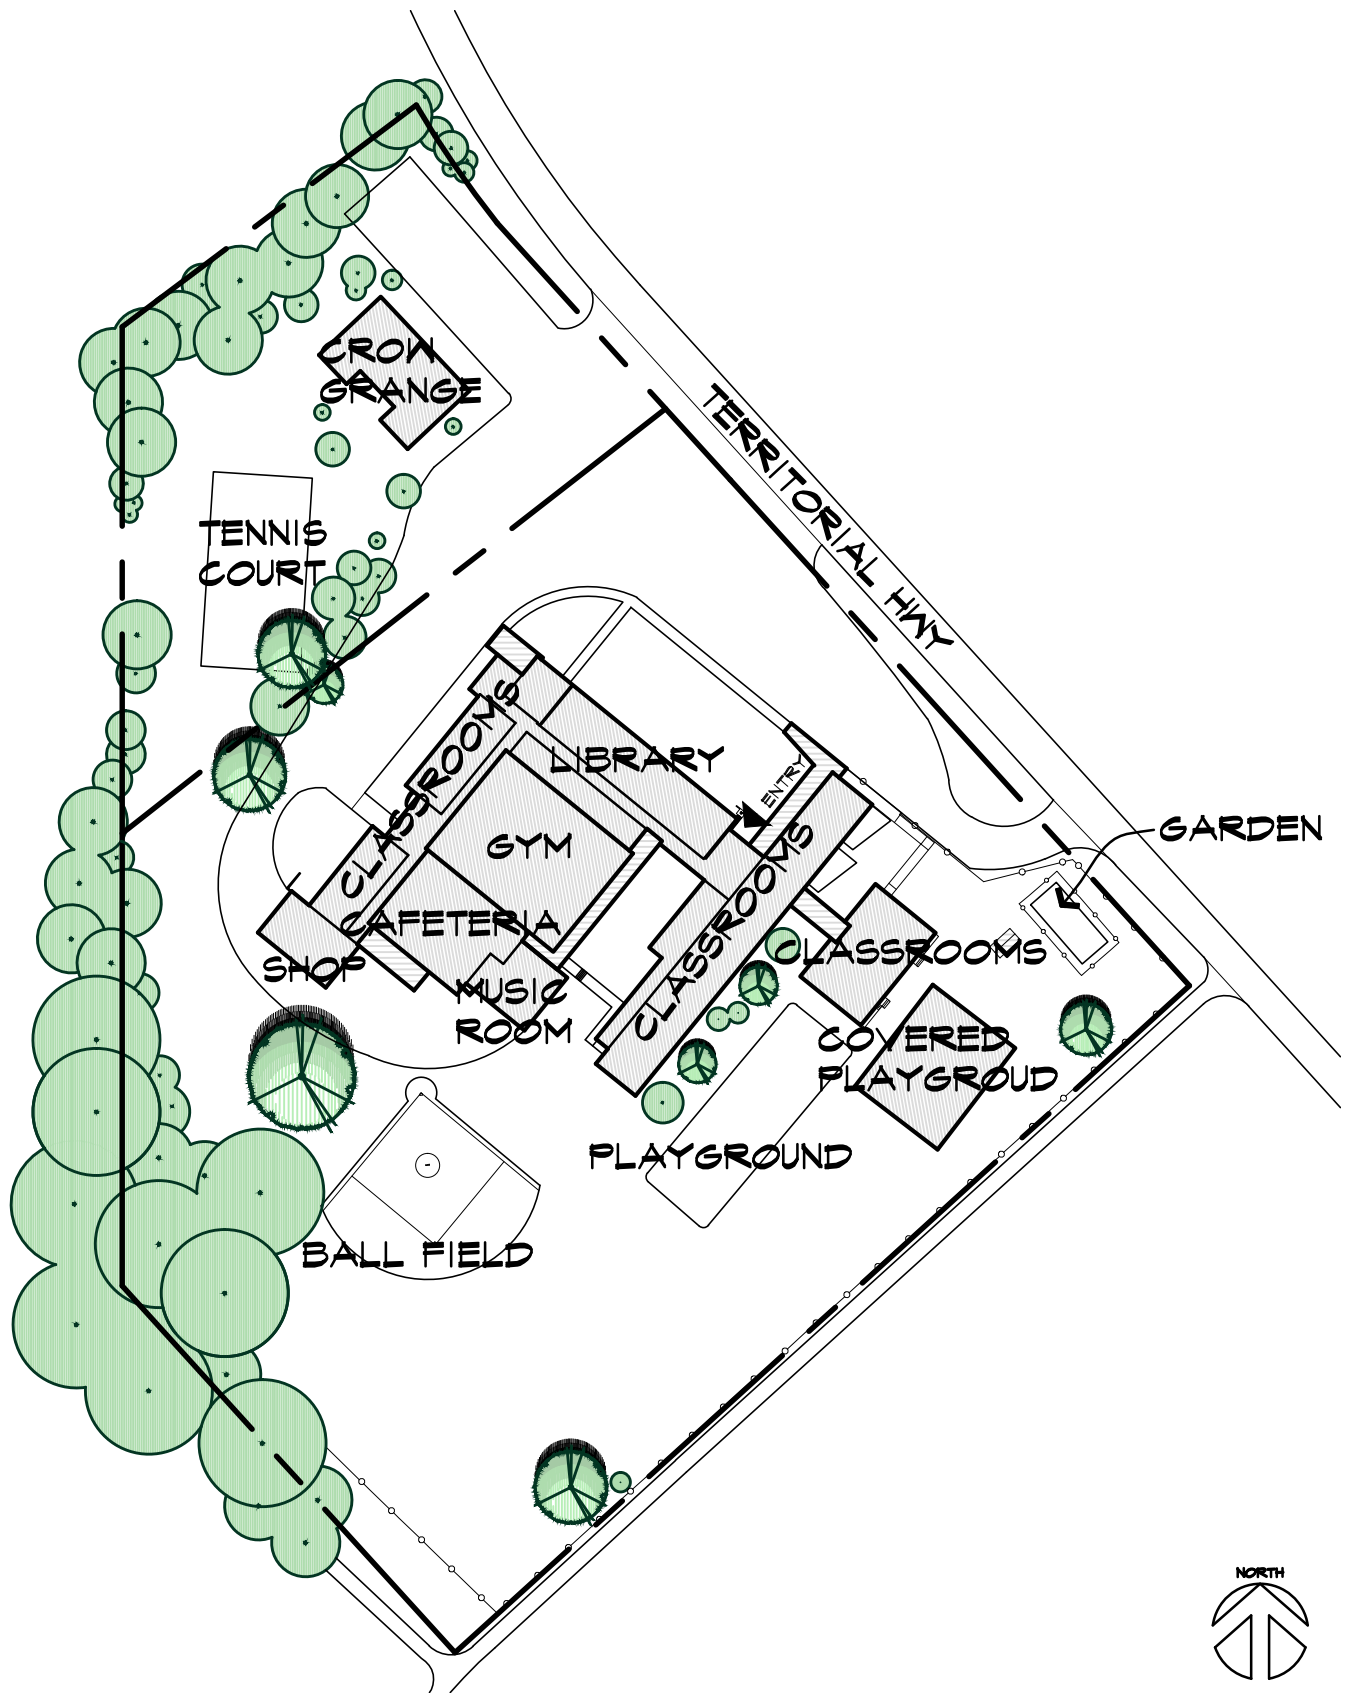 CROW
GRANGE
TERRITORIAL HWY
TENNIS
COURT
CLASSROOMS
LIBRARY
ENTRY
GARDEN
GYM
CLASSROOMS
CAFETERIA
CLASSROOMS
SHOP
MUSIC
ROOM
COVERED
PLAYGROUD
PLAYGROUND
BALL FIELD
NORTH